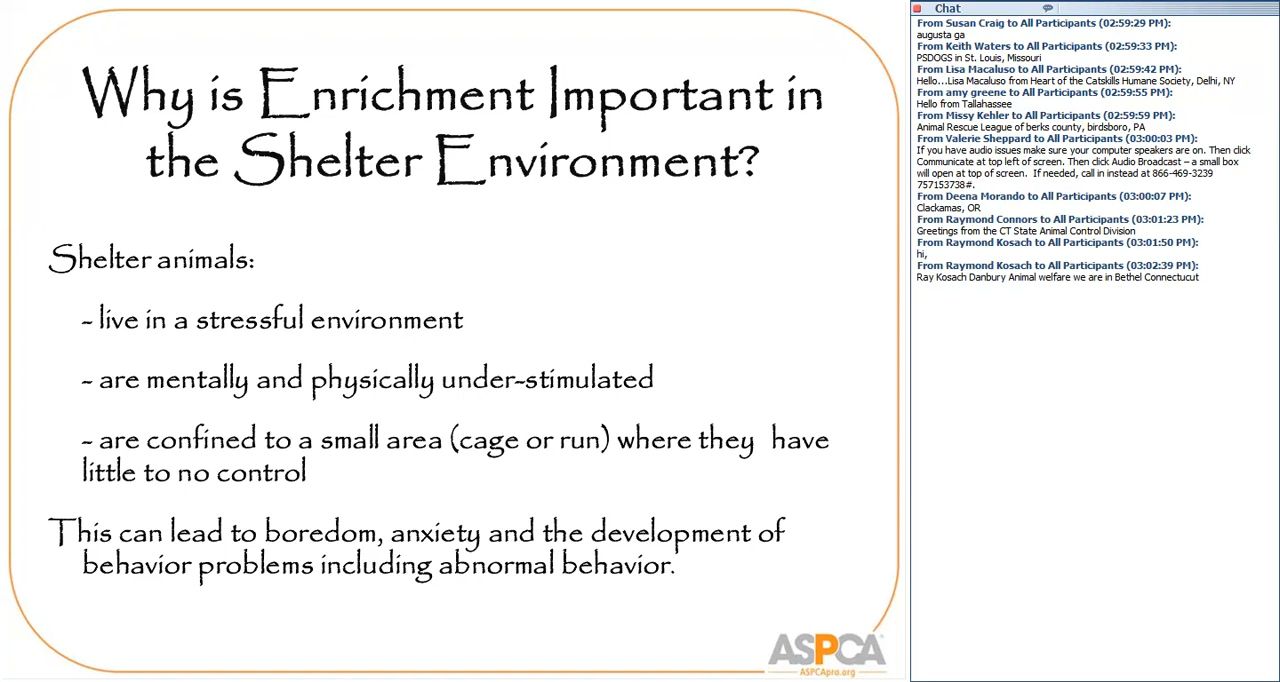 Why is Enrichment Important in
the Shelter Environment?
Shelter animals:
- live in a stressful environment
- are mentally and physically under-stimulated
- are confined to a small area (cage or run) where they have
little to no control
This can lead to boredom, anxiety and the development of
behavior problems including abnormal behavior.
ASPCA®
ASPCApro.org
Chat
From Susan Craig to All Participants (02:59:29 PM):
augusta ga
From Keith Waters to All Participants (02:59:33 PM):
PSDOGS in St. Louis, Missouri
From Lisa Macaluso to All Participants (02:59:42 PM):
Hello...Lisa Macaluso from Heart of the Catskills Humane Society, Delhi, NY
From amy greene to All Participants (02:59:55 PM):
Hello from Tallahassee
From Missy Kehler to All Participants (02:59:59 PM):
Animal Rescue League of berks county, birdsboro, PA
From Valerie Sheppard to All Participants (03:00:03 PM):
If you have audio issues make sure your computer speakers are on. Then click
Communicate at top left of screen. Then click Audio Broadcast – a small box
will open at top of screen. If needed, call in instead at 866-469-3239
757153738#.
From Deena Morando to All Participants (03:00:07 PM):
Clackamas, OR
From Raymond Connors to All Participants (03:01:23 PM):
Greetings from the CT State Animal Control Division
From Raymond Kosach to All Participants (03:01:50 PM):
hi,
From Raymond Kosach to All Participants (03:02:39 PM):
Ray Kosach Danbury Animal welfare we are in Bethel Connectucut